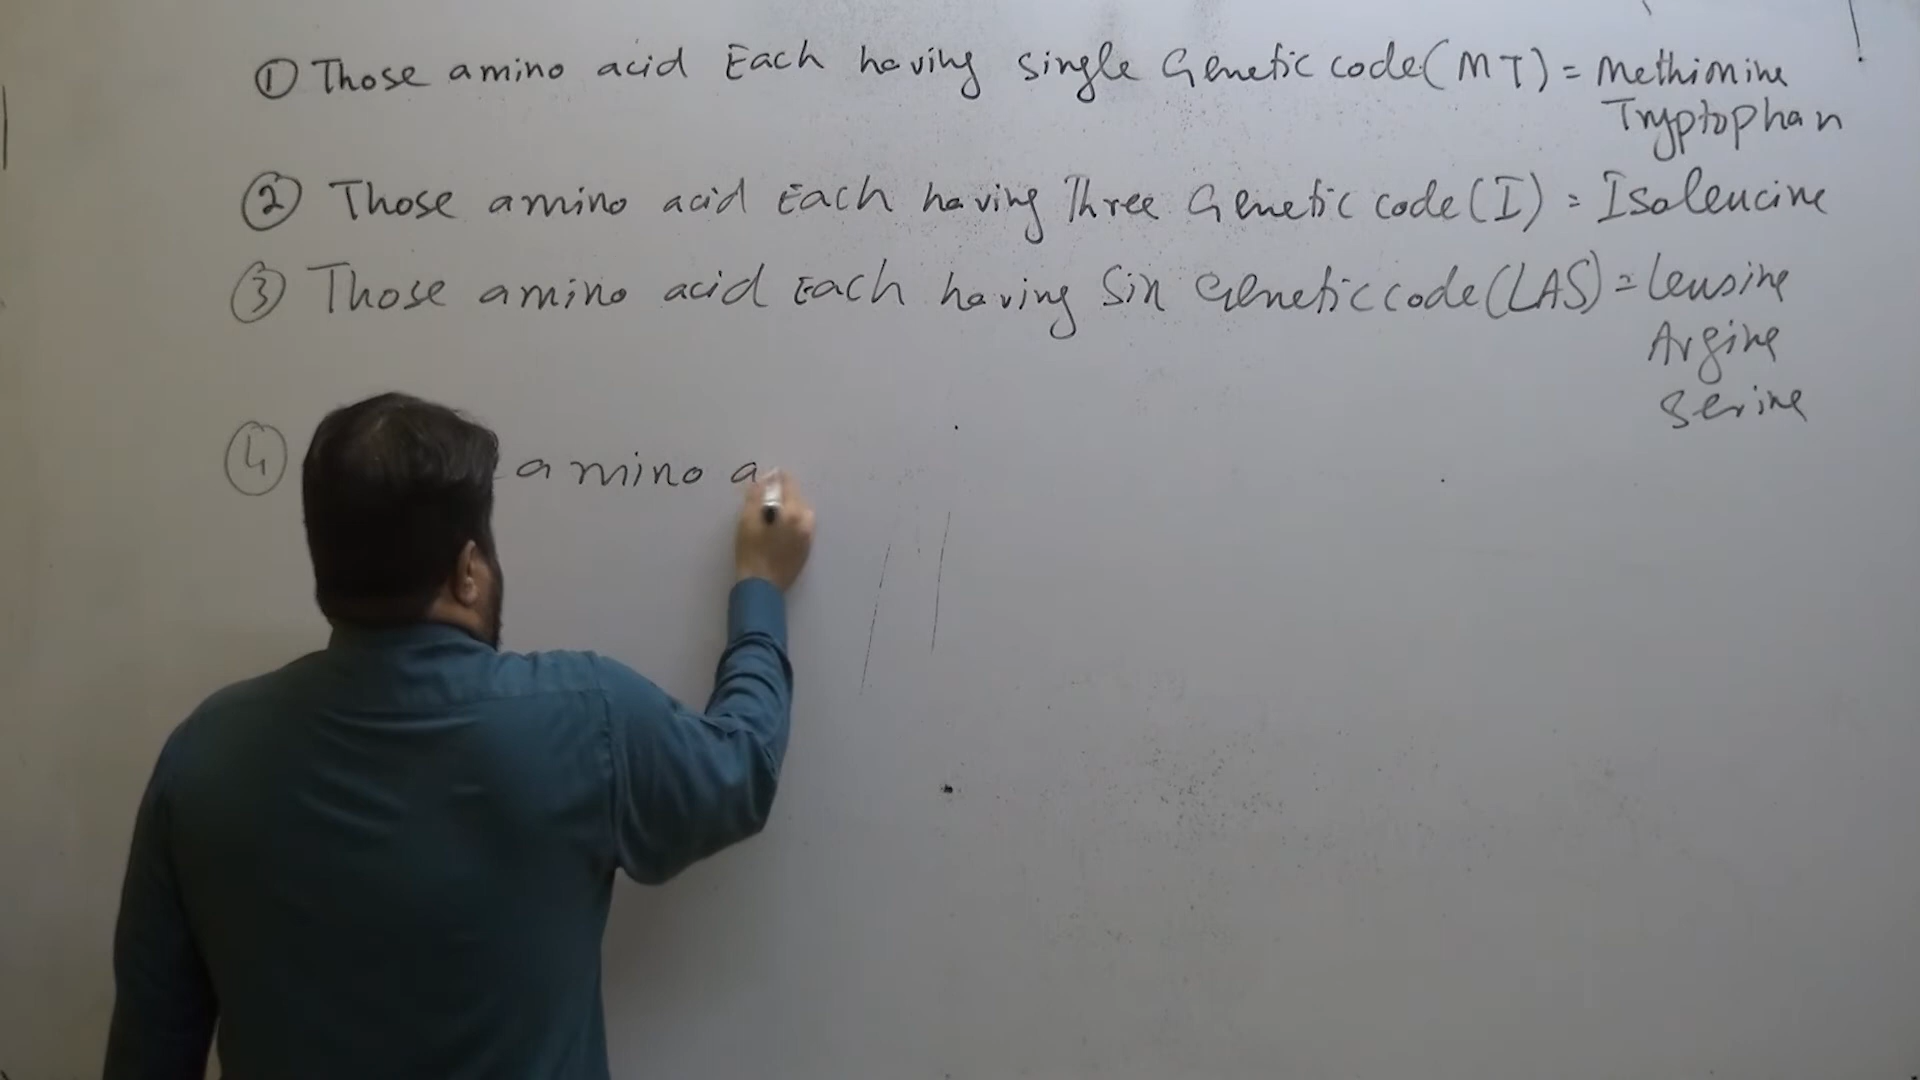 ① Those amino acid Each having single Genetic code (MT) = Methionine
Tryptophan
② Those amino acid Each having Three Genetic code (I) = Isoleucine
③ Those amino acid Each having Six Genetic code (LAS) = Leusine
Argine
Serine
④ amino a